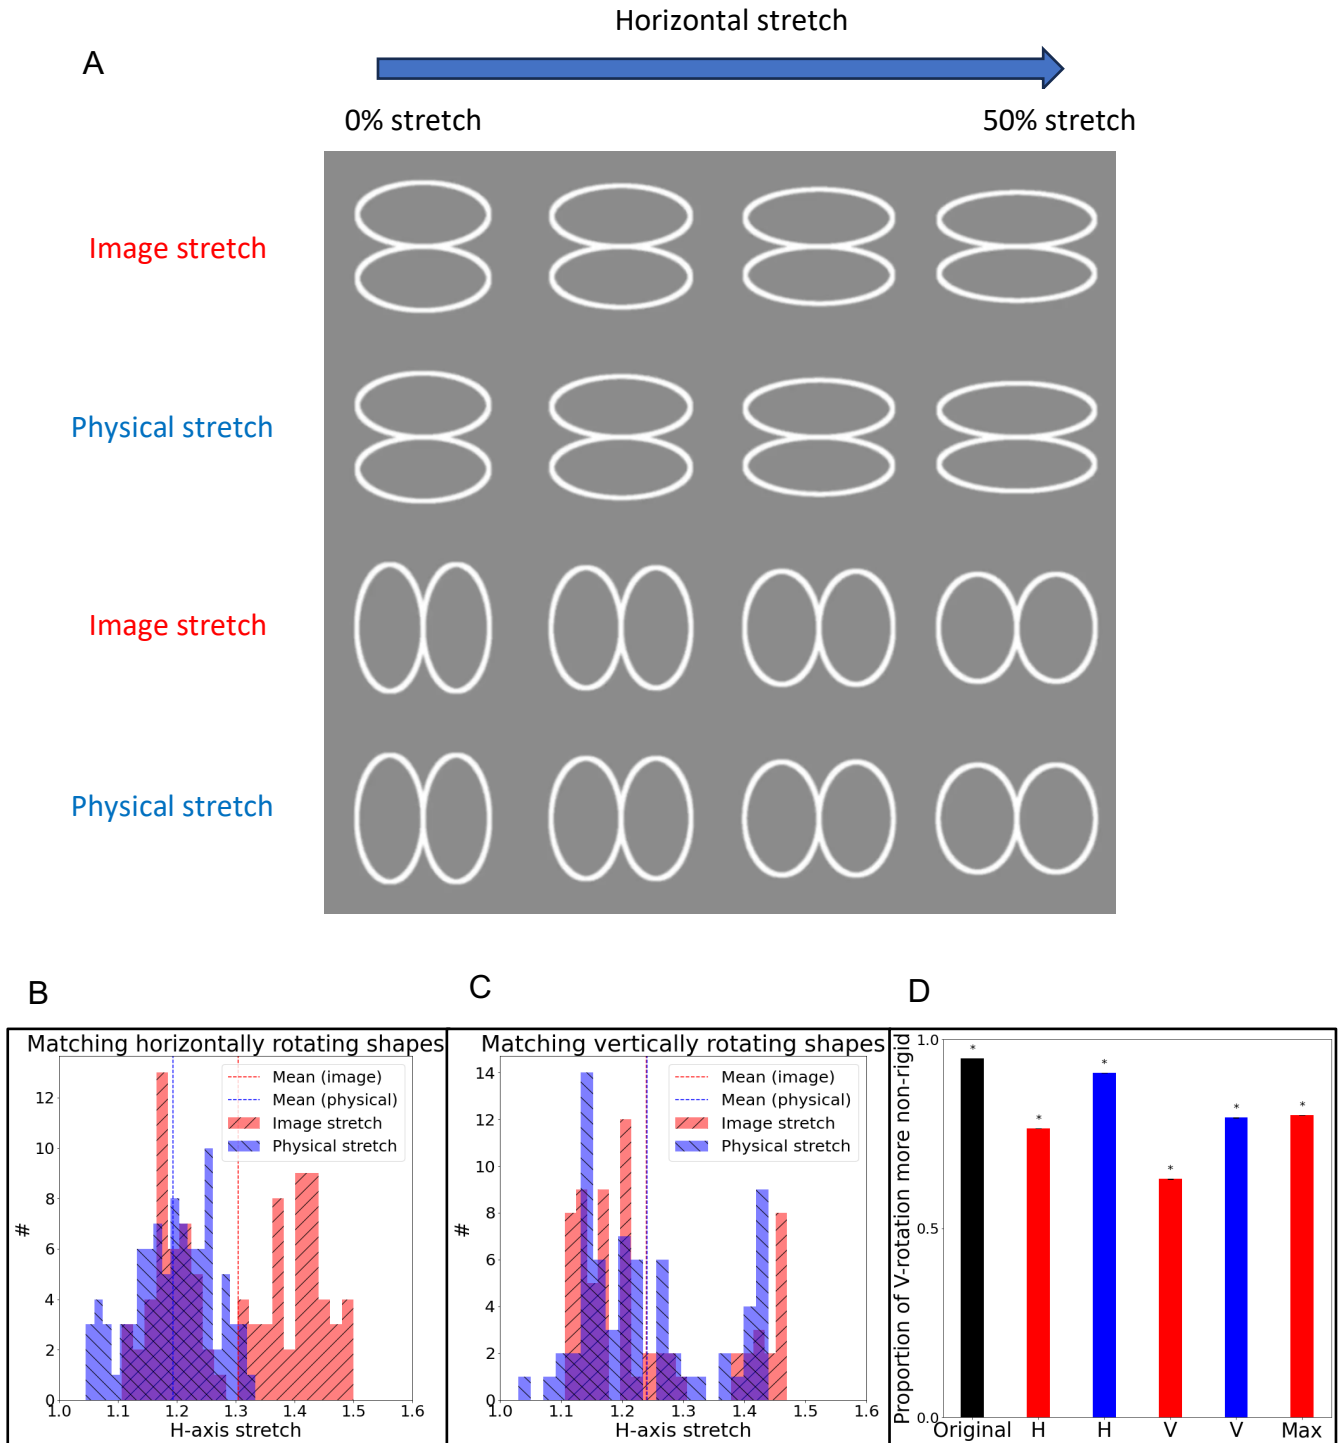 Horizontal stretch
A
0% stretch
50% stretch
Image stretch
Physical stretch
Image stretch
Physical stretch
B
C
D
Matching horizontally rotating shapes
Mean (image)
Mean (physical)
Image stretch
Physical stretch
#
12
10
8
6
4
2
0
1.0 1.1 1.2 1.3 1.4 1.5 1.6
H-axis stretch
Matching vertically rotating shapes
Mean (image)
Mean (physical)
Image stretch
Physical stretch
#
14
12
10
8
6
4
2
0
1.0 1.1 1.2 1.3 1.4 1.5 1.6
H-axis stretch
Proportion of V-rotation more non-rigid
1.0
0.5
0.0
* * * * * *
Original H H V V Max